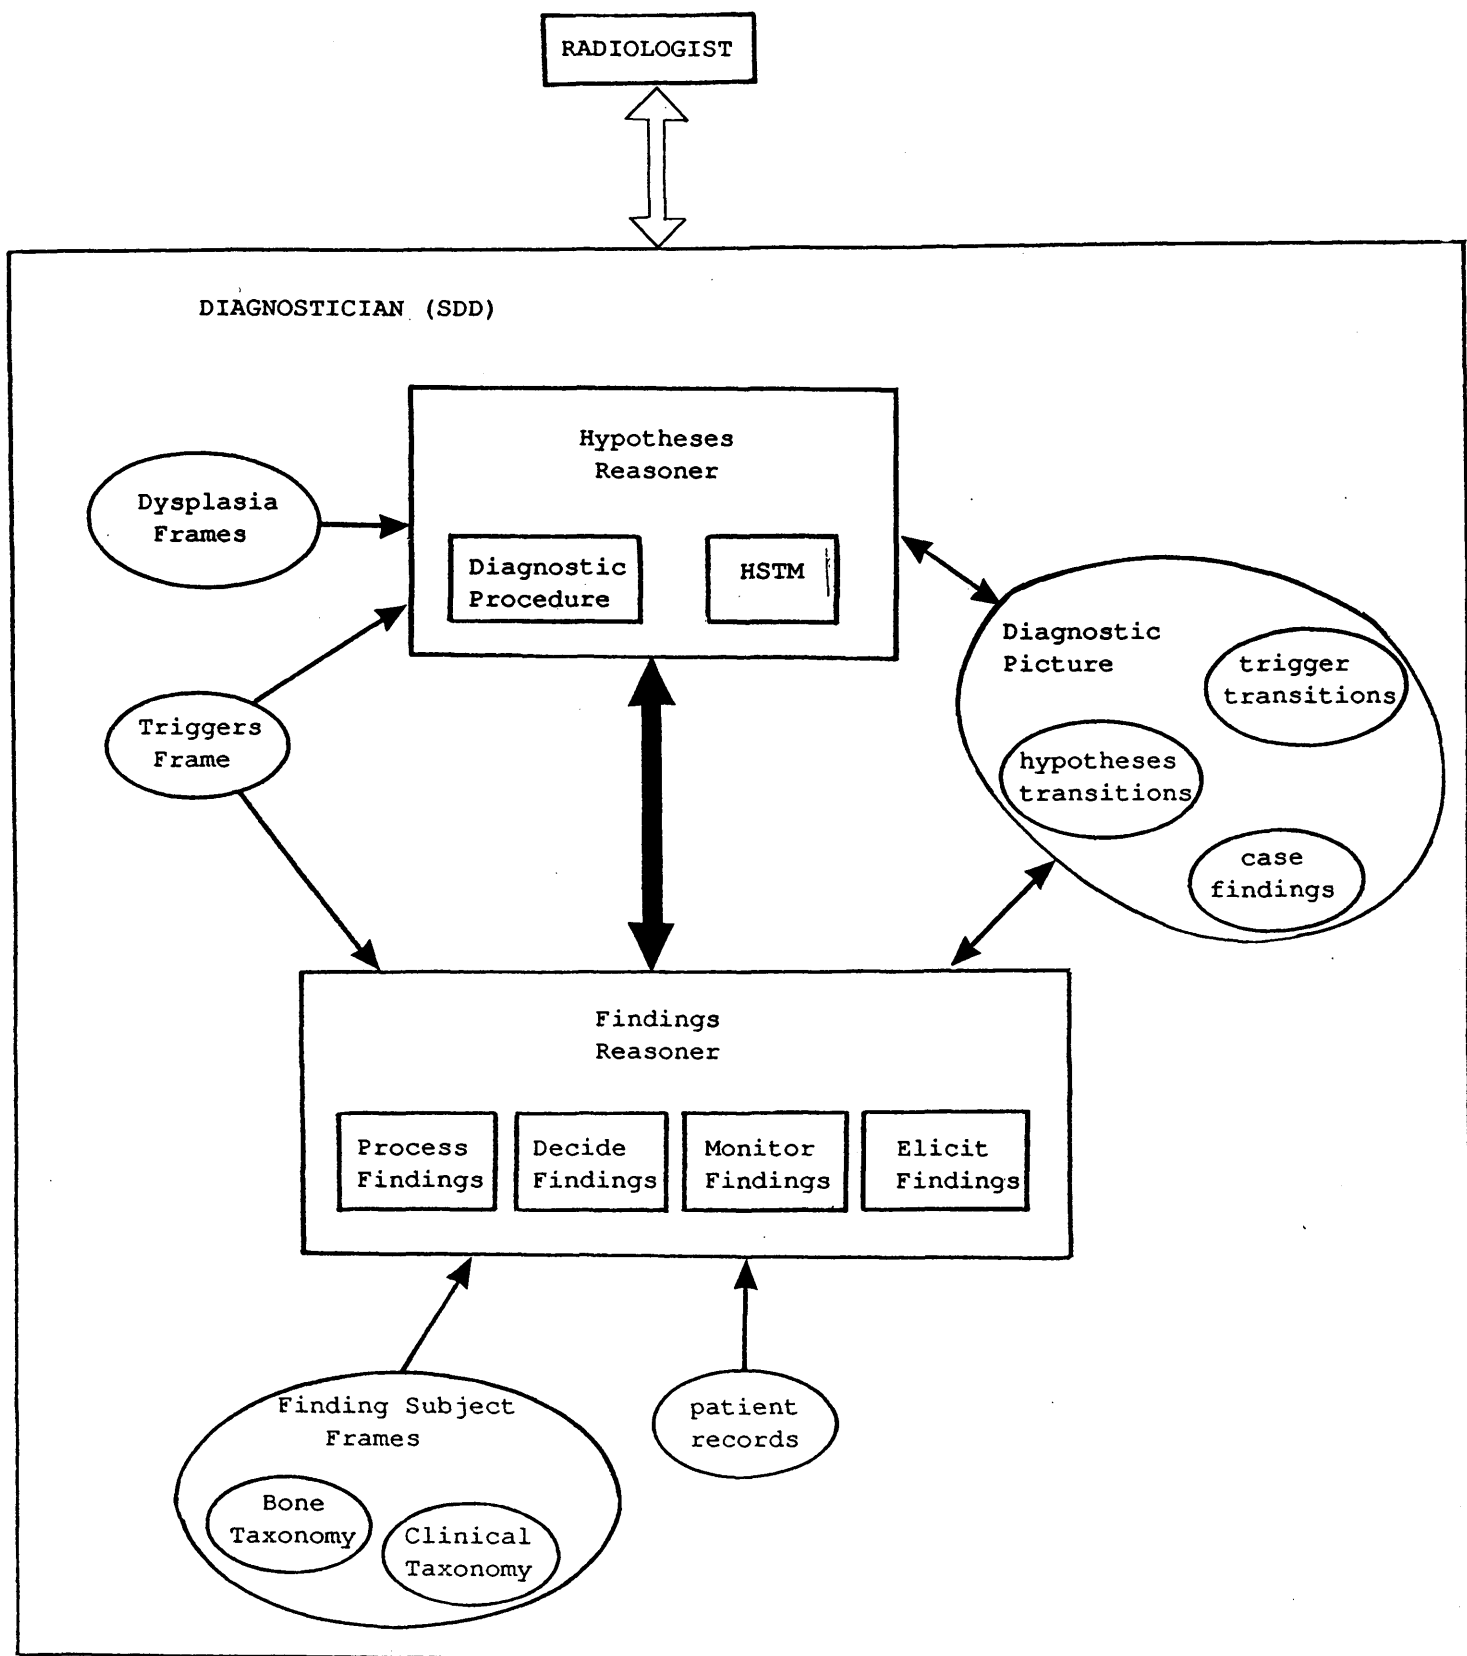 RADIOLOGIST
DIAGNOSTICIAN (SDD)
Hypotheses
Reasoner
Dysplasia
Frames
Diagnostic
Procedure
HSTM
Diagnostic
Picture
trigger
transitions
Triggers
Frame
hypotheses
transitions
case
findings
Findings
Reasoner
Process
Findings
Decide
Findings
Monitor
Findings
Elicit
Findings
Finding Subject
Frames
patient
records
Bone
Taxonomy
Clinical
Taxonomy